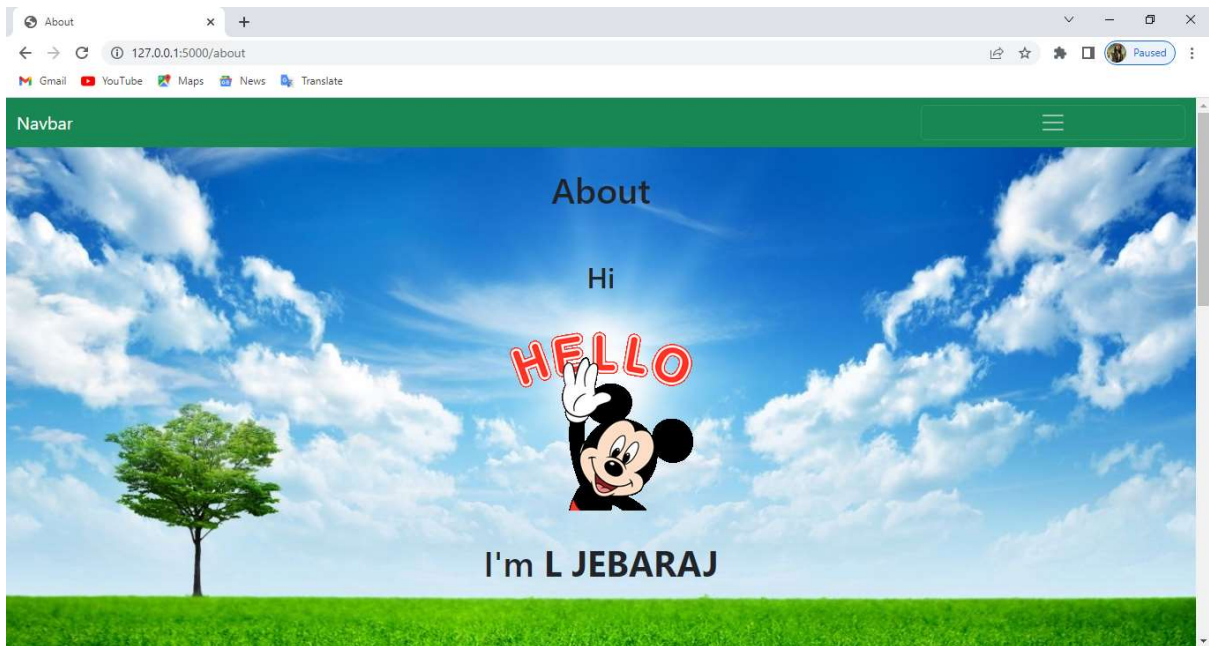 About
127.0.0.1:5000/about
Paused
Gmail YouTube Maps News Translate
Navbar
About
Hi
HELLO
I'm L JEBARAJ